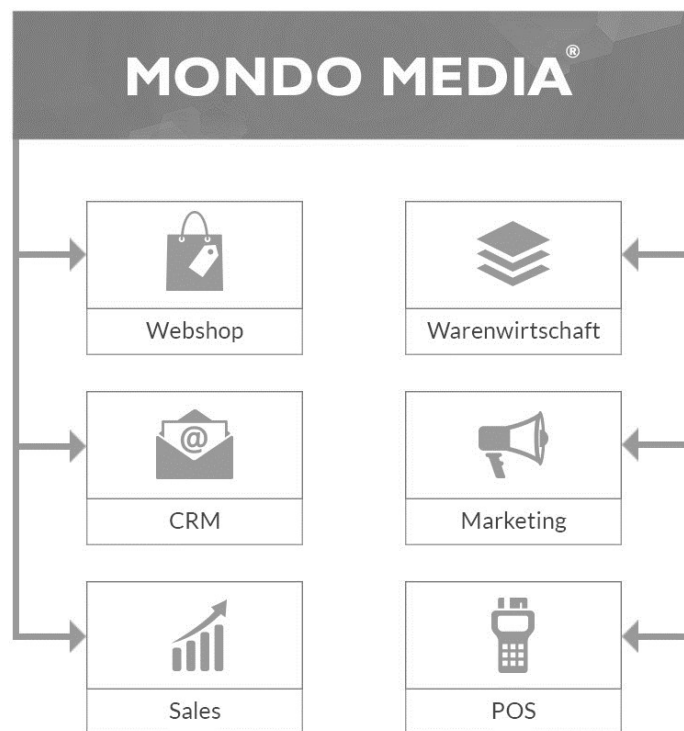 MONDO MEDIA®
Webshop
Warenwirtschaft
@
CRM
Marketing
Sales
POS